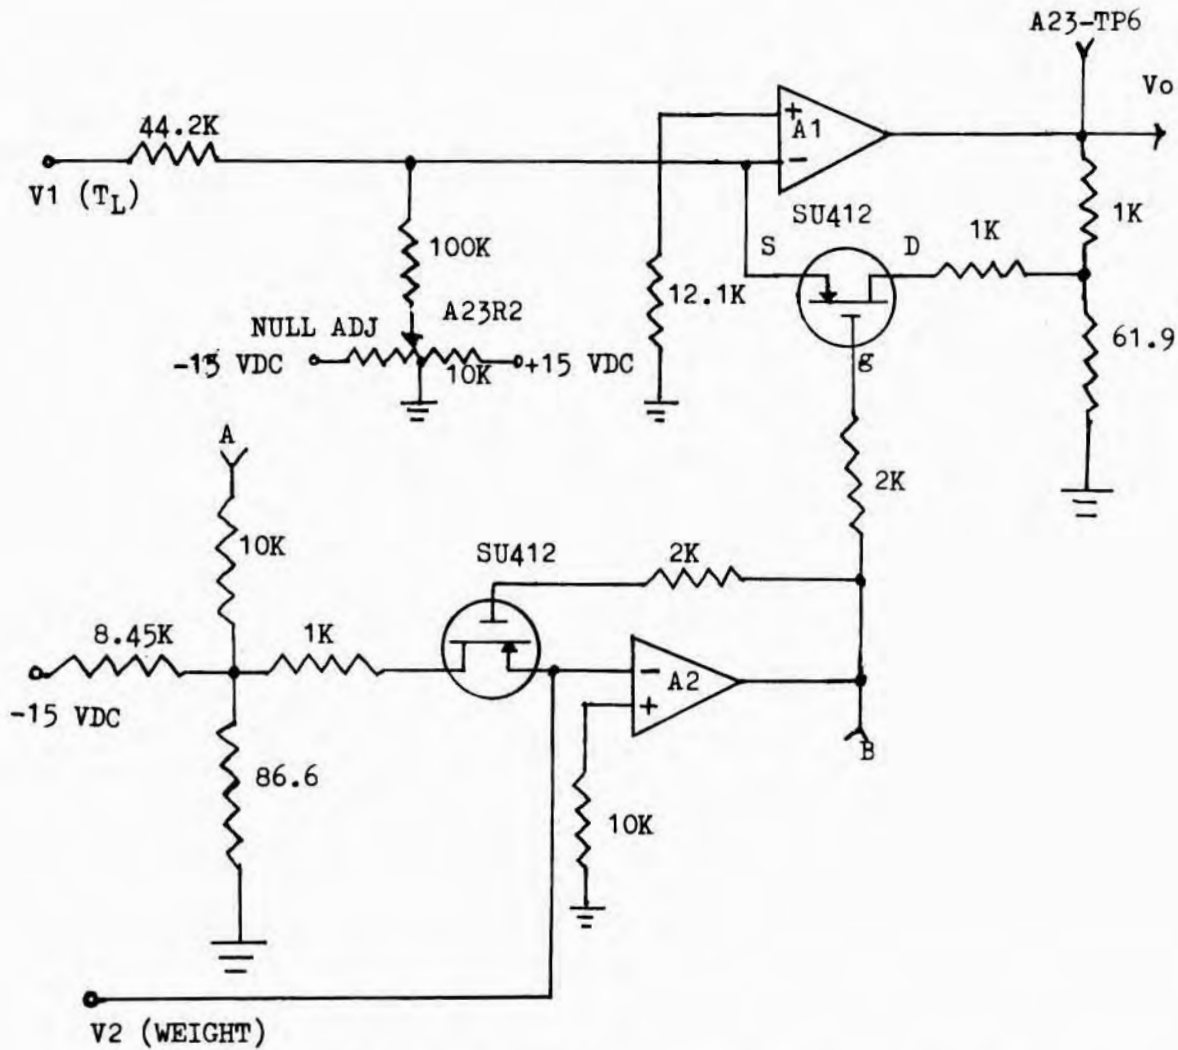 A23-TP6
Vo
44.2K
+
A1
-
V1 (TL)
SU412
1K
1K
S
D
100K
12.1K
A23R2
NULL ADJ
61.9
-15 VDC
10K
+15 VDC
g
A
2K
10K
SU412
2K
8.45K
1K
-
A2
+
-15 VDC
B
86.6
10K
V2 (WEIGHT)